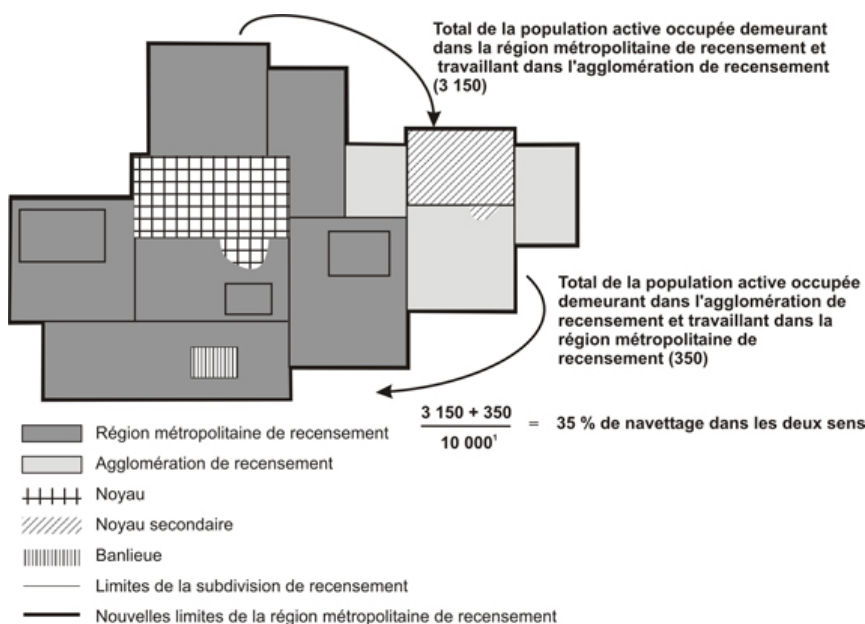 Total de la population active occupée demeurant
dans la région métropolitaine de recensement et
travaillant dans l'agglomération de recensement
(3 150)
Total de la population active occupée
demeurant dans l'agglomération de
recensement et travaillant dans la
région métropolitaine de
recensement (350)
3 150 + 350
10 000¹
= 35 % de navettage dans les deux sens
Région métropolitaine de recensement
Agglomération de recensement
Noyau
Noyau secondaire
Banlieue
Limites de la subdivision de recensement
Nouvelles limites de la région métropolitaine de recensement